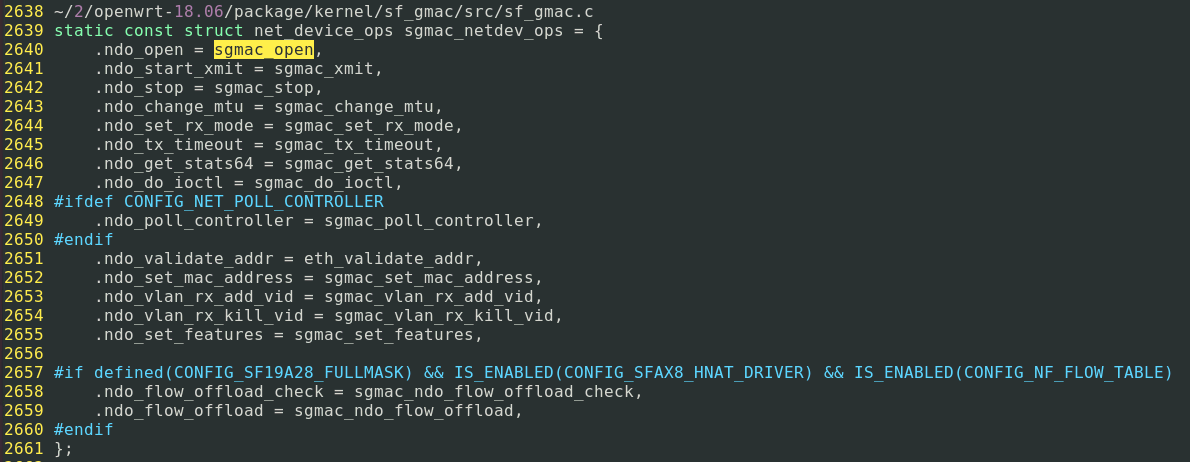 2638 ~/2/openwrt-18.06/package/kernel/sf_gmac/src/sf_gmac.c
2639 static const struct net_device_ops sgmac_netdev_ops = {
2640     .ndo_open = sgmac_open,
2641     .ndo_start_xmit = sgmac_xmit,
2642     .ndo_stop = sgmac_stop,
2643     .ndo_change_mtu = sgmac_change_mtu,
2644     .ndo_set_rx_mode = sgmac_set_rx_mode,
2645     .ndo_tx_timeout = sgmac_tx_timeout,
2646     .ndo_get_stats64 = sgmac_get_stats64,
2647     .ndo_do_ioctl = sgmac_do_ioctl,
2648 #ifdef CONFIG_NET_POLL_CONTROLLER
2649     .ndo_poll_controller = sgmac_poll_controller,
2650 #endif
2651     .ndo_validate_addr = eth_validate_addr,
2652     .ndo_set_mac_address = sgmac_set_mac_address,
2653     .ndo_vlan_rx_add_vid = sgmac_vlan_rx_add_vid,
2654     .ndo_vlan_rx_kill_vid = sgmac_vlan_rx_kill_vid,
2655     .ndo_set_features = sgmac_set_features,
2656
2657 #if defined(CONFIG_SF19A28_FULLMASK) && IS_ENABLED(CONFIG_SFAX8_HNAT_DRIVER) && IS_ENABLED(CONFIG_NF_FLOW_TABLE)
2658     .ndo_flow_offload_check = sgmac_ndo_flow_offload_check,
2659     .ndo_flow_offload = sgmac_ndo_flow_offload,
2660 #endif
2661 };